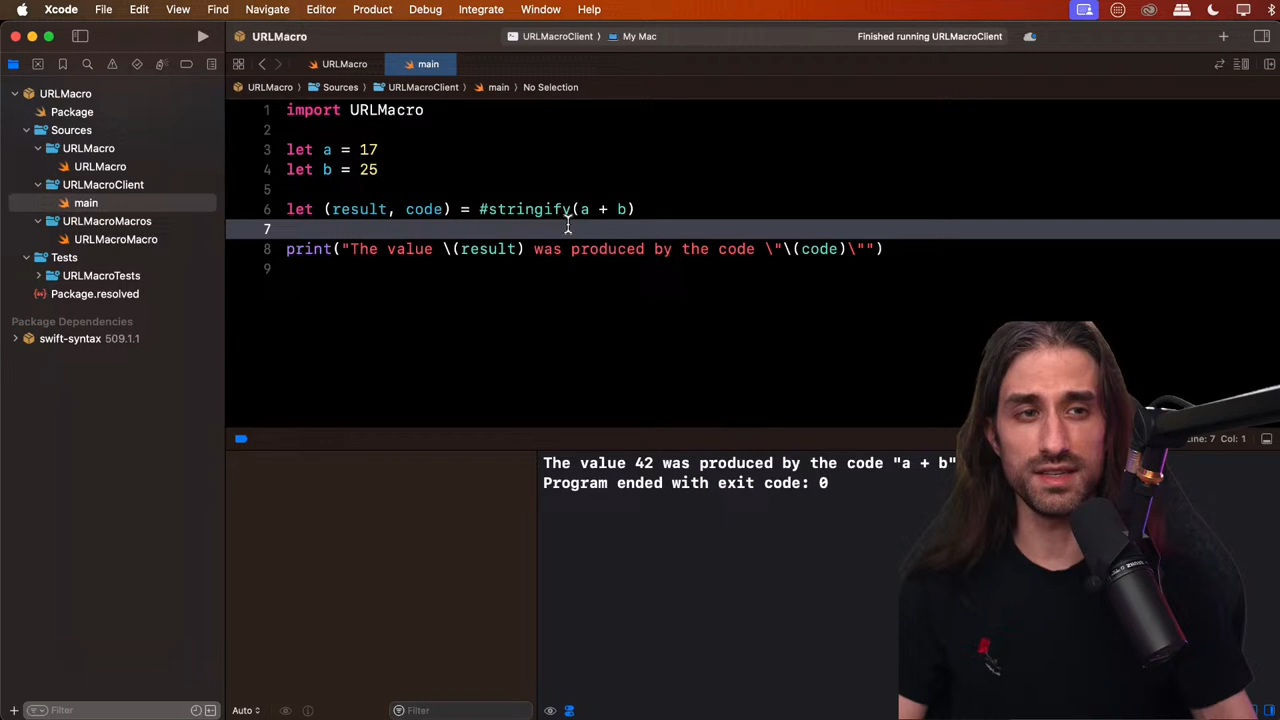 Xcode File Edit View Find Navigate Editor Product Debug Integrate Window Help
URLMacro
URLMacroClient
My Mac
Finished running URLMacroClient
URLMacro
main
URLMacro
Sources
URLMacroClient
main
No Selection
URLMacro
Package
Sources
URLMacro
URLMacro
URLMacroClient
main
URLMacroMacros
URLMacroMacro
Tests
URLMacroTests
Package.resolved
Package Dependencies
swift-syntax 509.1.1
1 import URLMacro
2
3 let a = 17
4 let b = 25
5
6 let (result, code) = #stringify(a + b)
7
8 print("The value \(result) was produced by the code \"\(code)\"")
9
Line: 7 Col: 1
The value 42 was produced by the code "a + b"
Program ended with exit code: 0
Filter
Auto
Filter